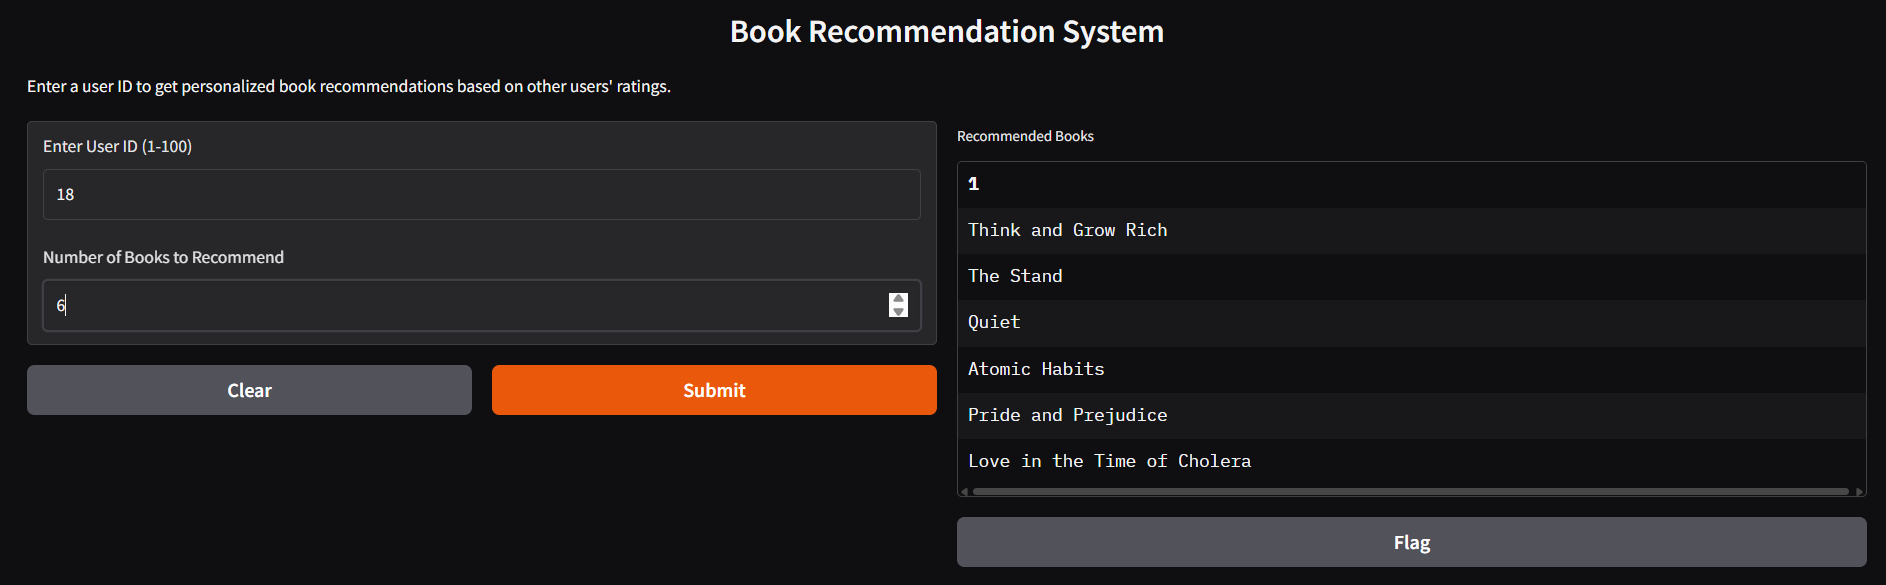 Book Recommendation System
Enter a user ID to get personalized book recommendations based on other users' ratings.
Enter User ID (1-100)
18
Number of Books to Recommend
6
Clear
Submit
Recommended Books
1
Think and Grow Rich
The Stand
Quiet
Atomic Habits
Pride and Prejudice
Love in the Time of Cholera
Flag